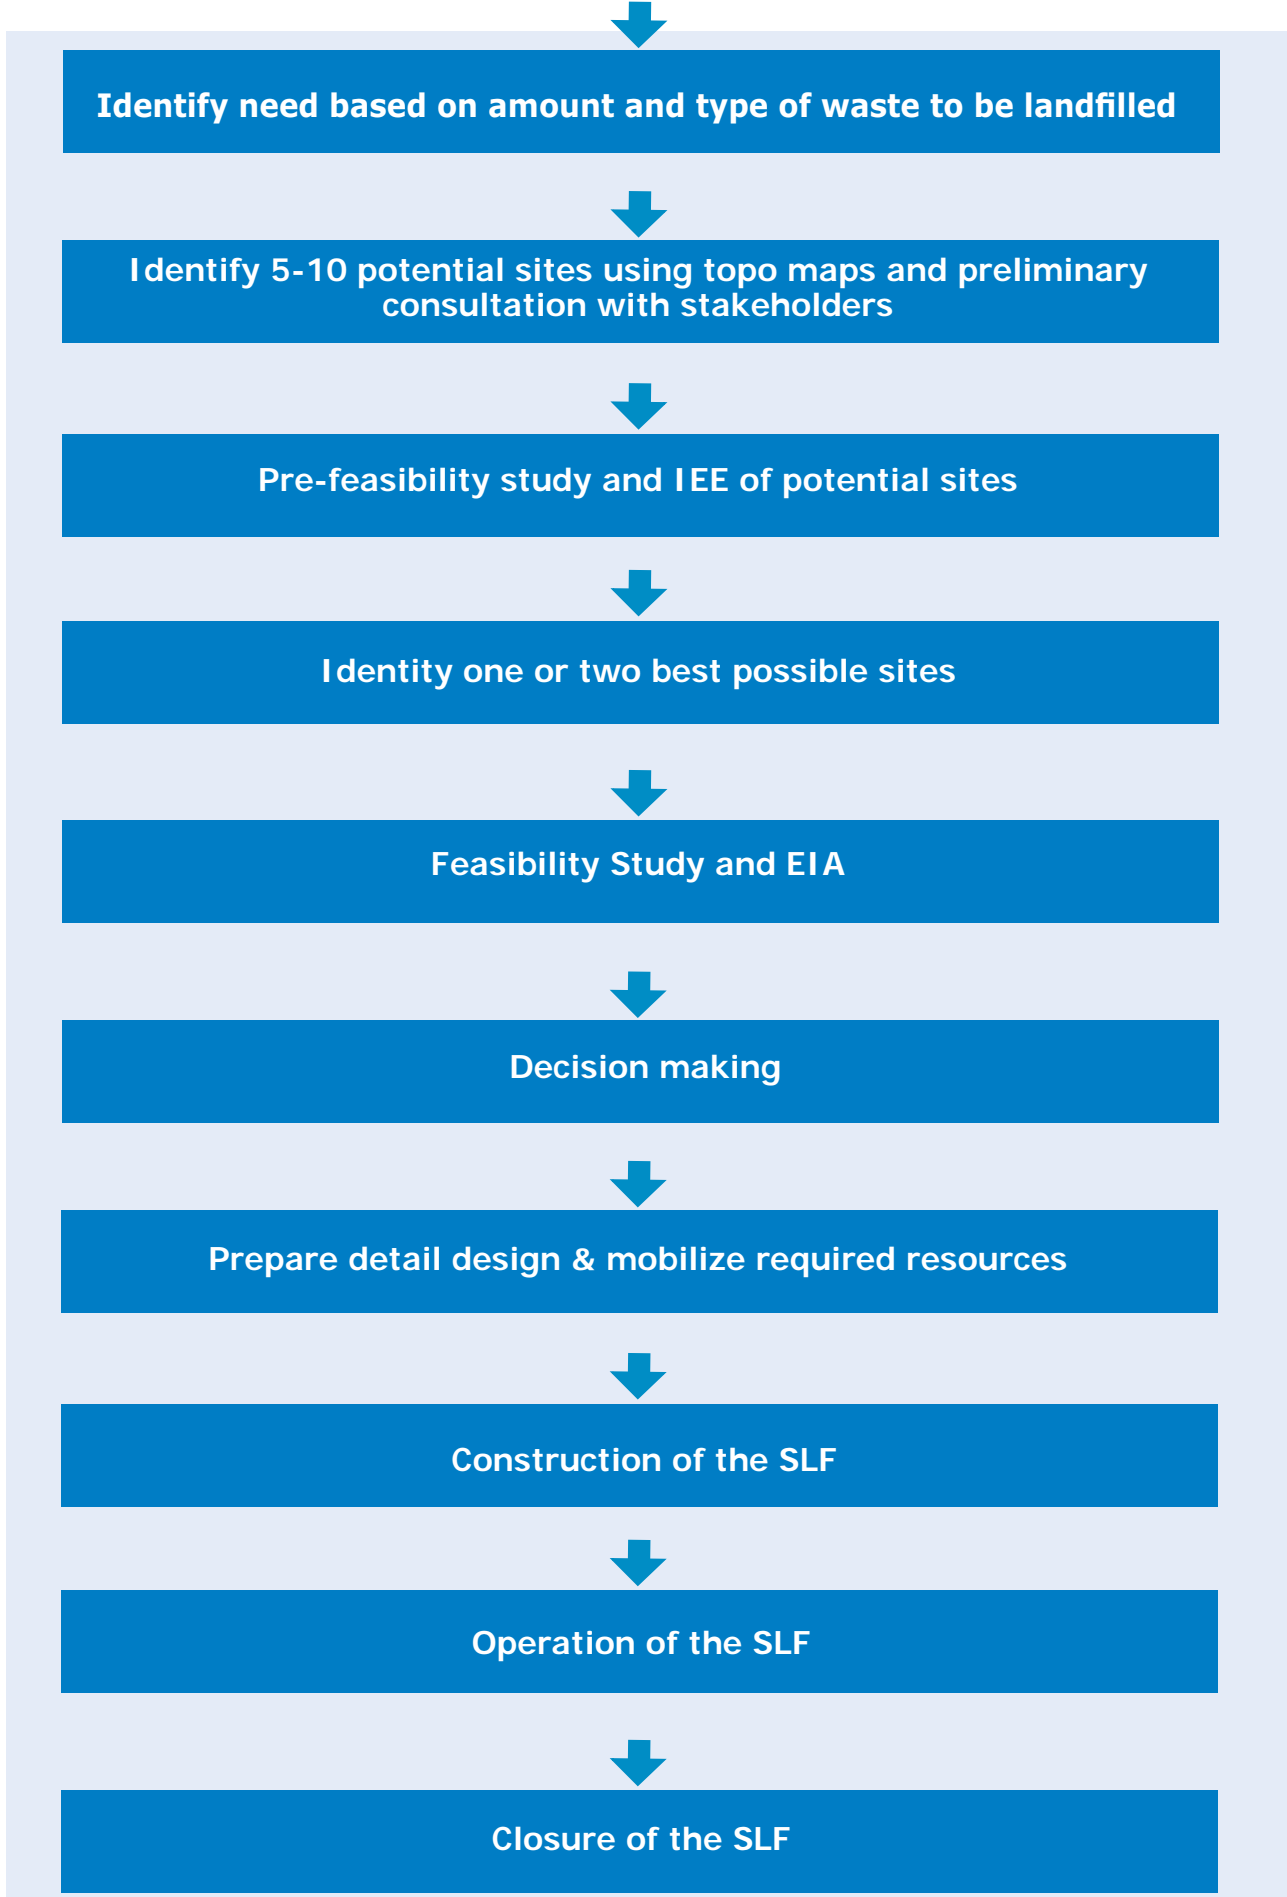 Identify need based on amount and type of waste to be landfilled
Identify 5-10 potential sites using topo maps and preliminary
consultation with stakeholders
Pre-feasibility study and IEE of potential sites
Identity one or two best possible sites
Feasibility Study and EIA
Decision making
Prepare detail design & mobilize required resources
Construction of the SLF
Operation of the SLF
Closure of the SLF